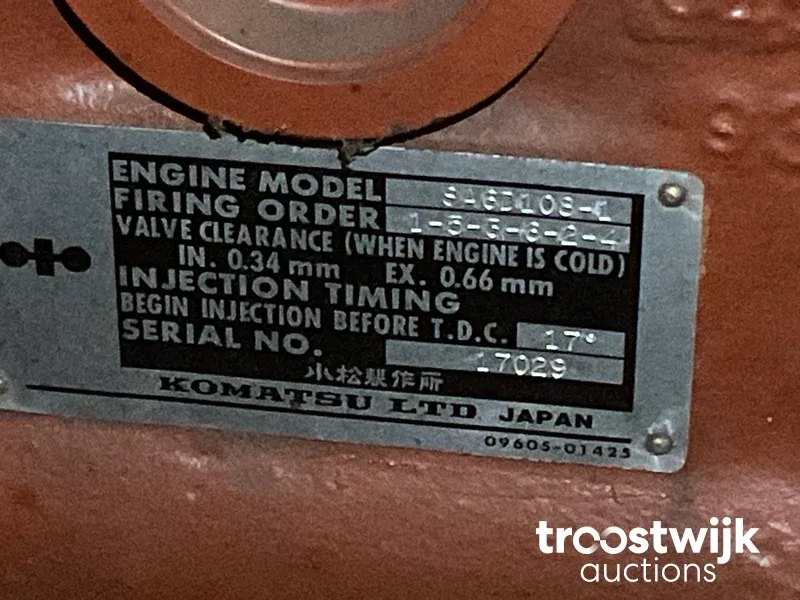 ENGINE MODEL SA6D108-1
FIRING ORDER 1-5-3-6-2-4
VALVE CLEARANCE (WHEN ENGINE IS COLD)
IN. 0.34 mm EX. 0.66 mm
INJECTION TIMING
BEGIN INJECTION BEFORE T.D.C. 17°
SERIAL NO. 17029
小松製作所
KOMATSU LTD JAPAN
09605-01425
troostwijk
auctions